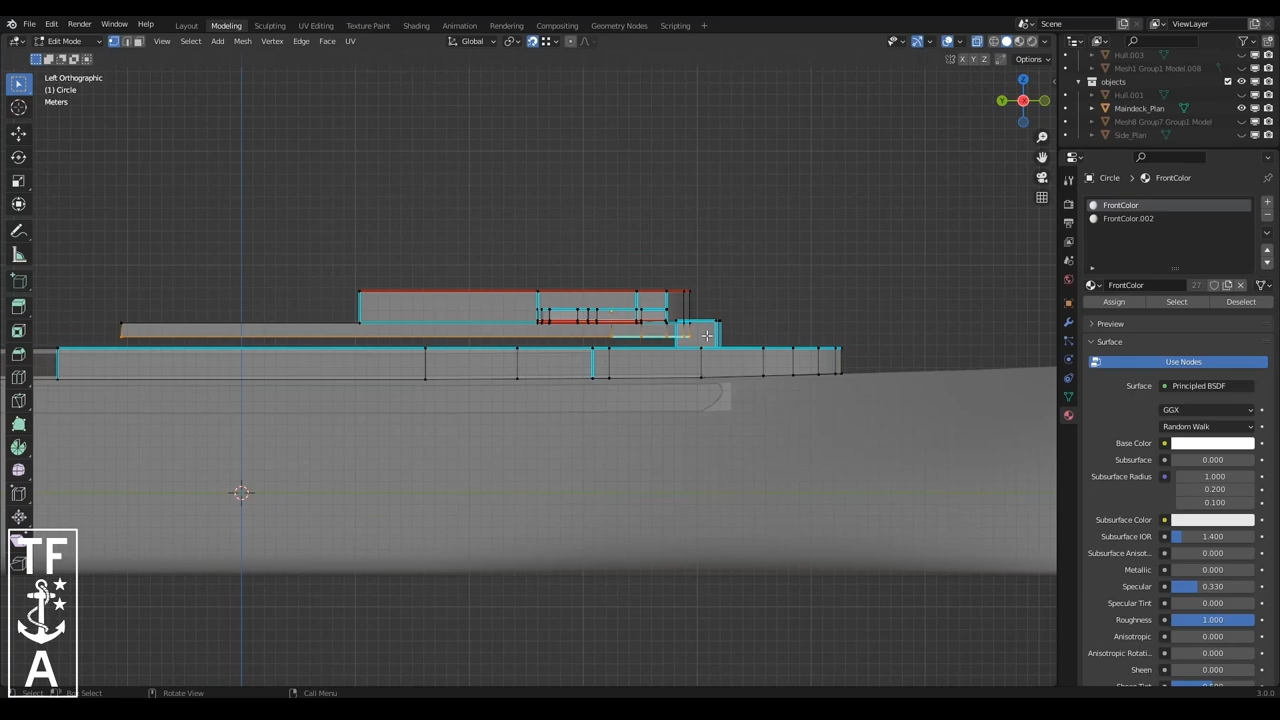 File Edit Render Window Help Layout Modeling Sculpting UV Editing Texture Paint Shading Animation Rendering Compositing Geometry Nodes Scripting + Scene ViewLayer
Edit Mode View Select Add Mesh Vertex Edge Face UV Global
X Y Z Options
Left Orthographic
(1) Circle
Meters
Z
Y X
Hull.003
Mesh1 Group1 Model.008
objects
Hull.001
Maindeck_Plan
Mesh8 Group7 Group1 Model
Side_Plan
Circle FrontColor
FrontColor
FrontColor.002
FrontColor 27
Assign Select Deselect
Preview
Surface
Use Nodes
Surface Principled BSDF
GGX
Random Walk
Base Color
Subsurface 0.000
Subsurface Radius 1.000
0.200
0.100
Subsurface Color
Subsurface IOR 1.400
Subsurface Anisot... 0.000
Metallic 0.000
Specular 0.330
Specular Tint 0.000
Roughness 1.000
Anisotropic 0.000
Anisotropic Rotati... 0.000
Sheen 0.000
TF
A
Select Box Select Rotate View Call Menu 3.0.0